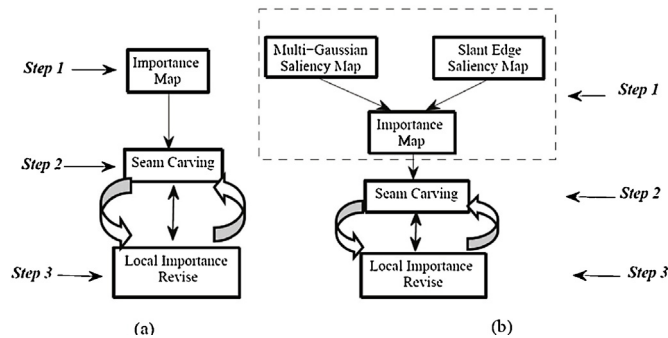 Step 1
Importance
Map
Step 2
Seam Carving
Step 3
Local Importance
Revise
(a)
Multi-Gaussian
Saliency Map
Slant Edge
Saliency Map
Step 1
Importance
Map
Seam Carving
Step 2
Local Importance
Revise
Step 3
(b)